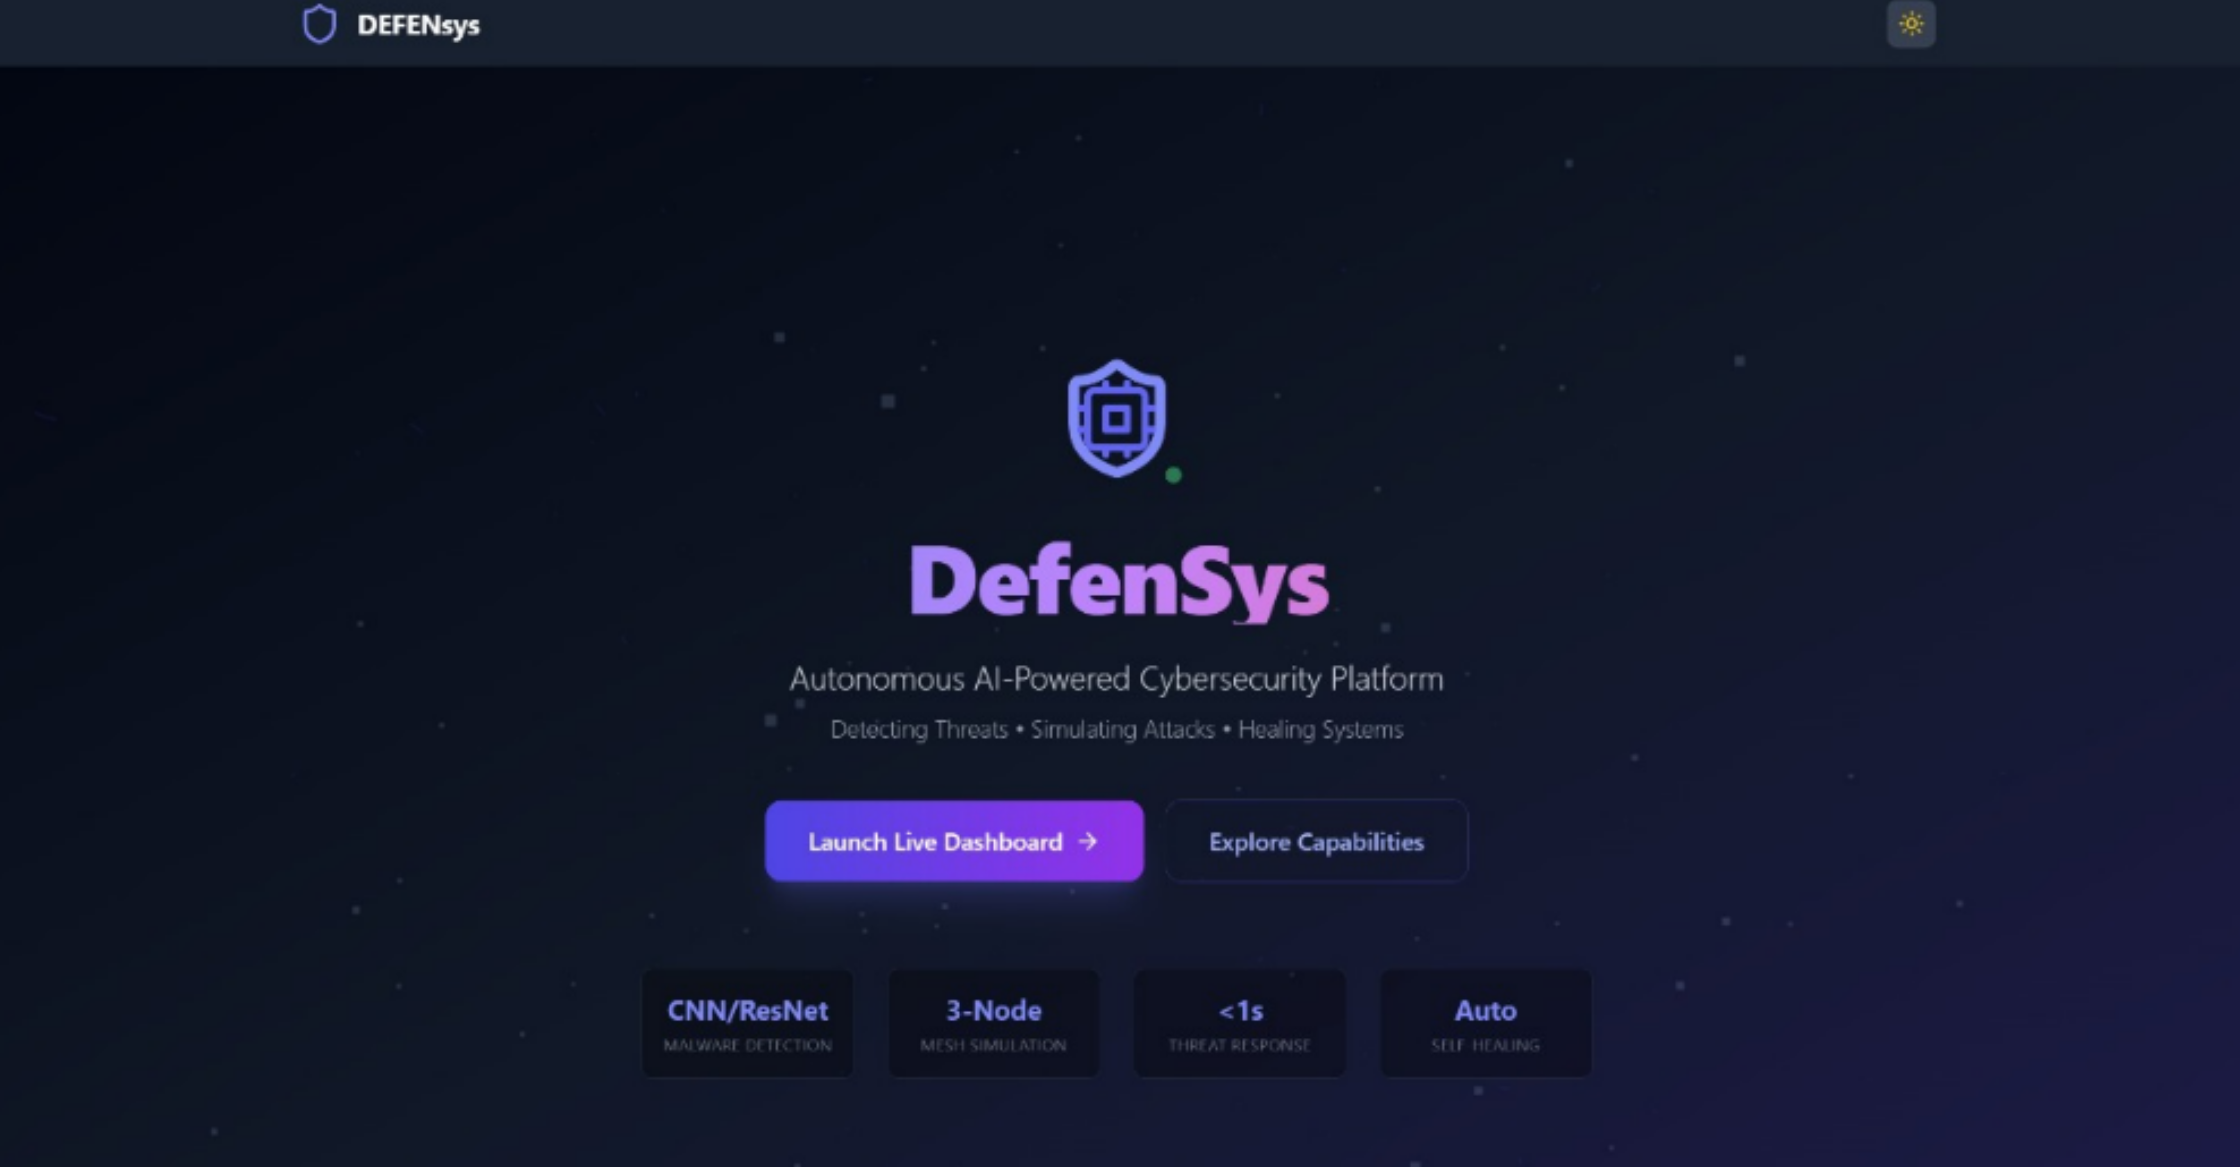 DEFENsys
DefenSys
Autonomous AI-Powered Cybersecurity Platform
Detecting Threats • Simulating Attacks • Healing Systems
Launch Live Dashboard →
Explore Capabilities
CNN/ResNet
MALWARE DETECTION
3-Node
MESH SIMULATION
<1s
THREAT RESPONSE
Auto
SELF HEALING